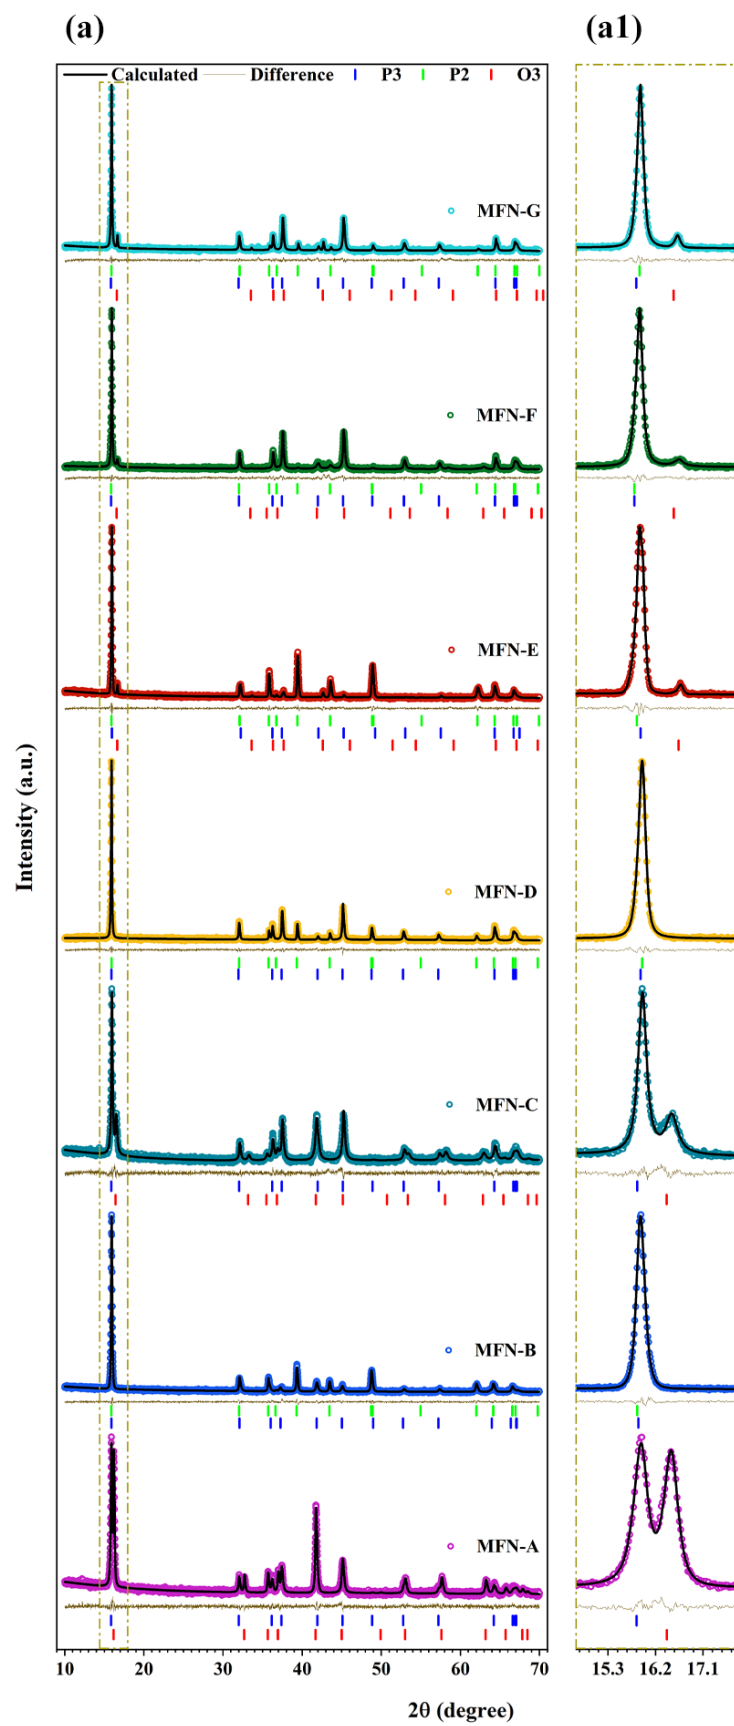 (a) (a1)
Calculated Difference P3 P2 O3
MFN-G
MFN-F
MFN-E
MFN-D
MFN-C
MFN-B
MFN-A
Intensity (a.u.)
10 20 30 40 50 60 70 15.3 16.2 17.1
2θ (degree)